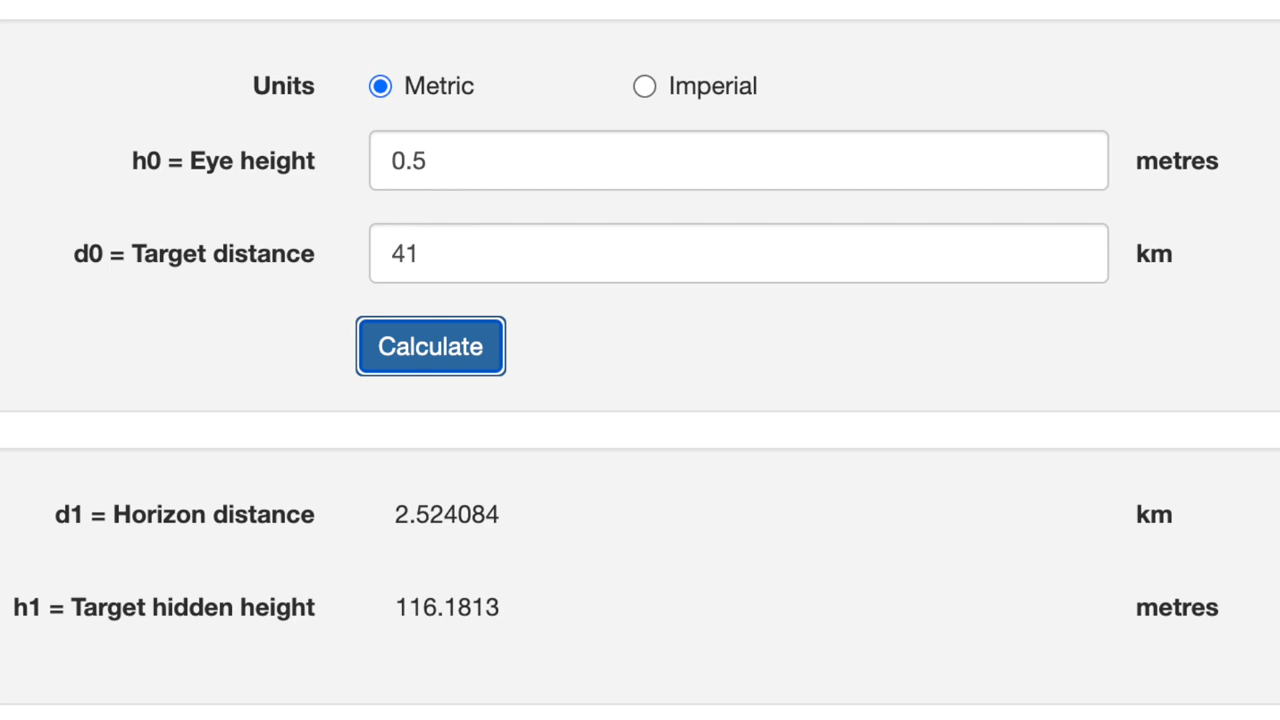 Units Metric Imperial
h0 = Eye height 0.5 metres
d0 = Target distance 41 km
Calculate
d1 = Horizon distance 2.524084 km
h1 = Target hidden height 116.1813 metres